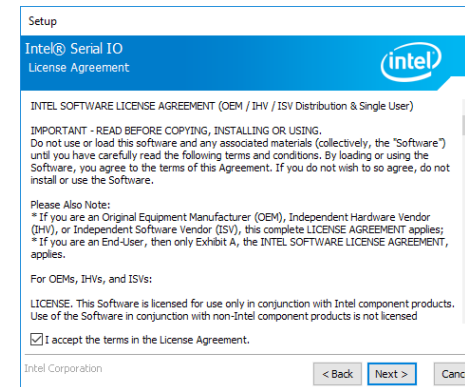 Setup
Intel® Serial IO
License Agreement
intel
INTEL SOFTWARE LICENSE AGREEMENT (OEM / IHV / ISV Distribution & Single User)
IMPORTANT - READ BEFORE COPYING, INSTALLING OR USING.
Do not use or load this software and any associated materials (collectively, the "Software")
until you have carefully read the following terms and conditions. By loading or using the
Software, you agree to the terms of this Agreement. If you do not wish to so agree, do not
install or use the Software.
Please Also Note:
* If you are an Original Equipment Manufacturer (OEM), Independent Hardware Vendor
(IHV), or Independent Software Vendor (ISV), this complete LICENSE AGREEMENT applies;
* If you are an End-User, then only Exhibit A, the INTEL SOFTWARE LICENSE AGREEMENT,
applies.
For OEMs, IHVs, and ISVs:
LICENSE. This Software is licensed for use only in conjunction with Intel component products.
Use of the Software in conjunction with non-Intel component products is not licensed
I accept the terms in the License Agreement.
Intel Corporation
< Back Next > Canc